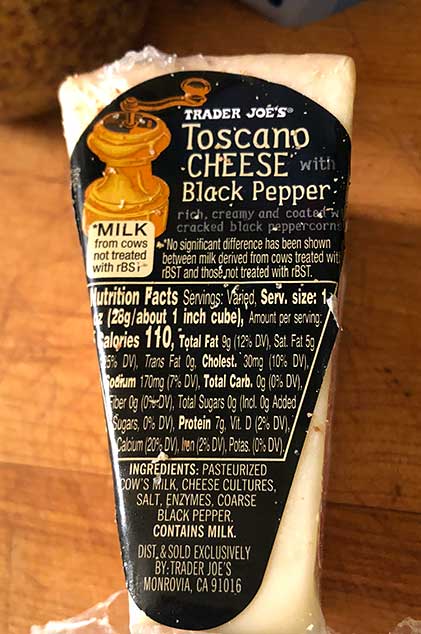 TRADER JOE'S®
Toscano
CHEESE with
Black Pepper
rich, creamy and coated
cracked black peppercorns
*MILK
from cows
not treated
with rBST
*No significant difference has been shown
between milk derived from cows treated with
rBST and those not treated with rBST.
Nutrition Facts Servings: Varied, Serv. size: 1
oz (28g/about 1 inch cube), Amount per serving:
Calories 110, Total Fat 9g (12% DV), Sat. Fat 5g
DV), Trans Fat 0g, Cholest. 30mg (10% DV),
Sodium 170mg (7% DV), Total Carb. 0g (0% DV),
Fiber 0g (0% DV), Total Sugars 0g (Incl. 0g Added
Sugars, 0% DV), Protein 7g, Vit. D (2% DV),
Calcium (20% DV), Iron (2% DV), Potas. (0% DV).
INGREDIENTS: PASTEURIZED
COW'S MILK, CHEESE CULTURES,
SALT, ENZYMES, COARSE
BLACK PEPPER.
CONTAINS MILK.
DIST. & SOLD EXCLUSIVELY
BY: TRADER JOE'S
MONROVIA, CA 91016